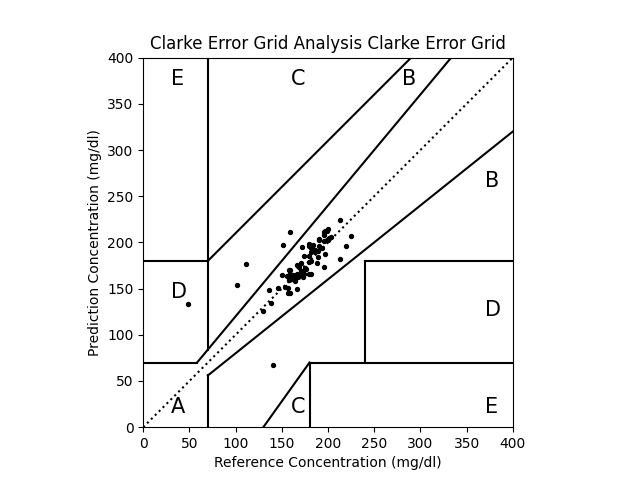 Clarke Error Grid Analysis Clarke Error Grid
Prediction Concentration (mg/dl)
400
350
300
250
200
150
100
50
0
E
C
B
B
D
D
A
C
E
0
50
100
150
200
250
300
350
400
Reference Concentration (mg/dl)